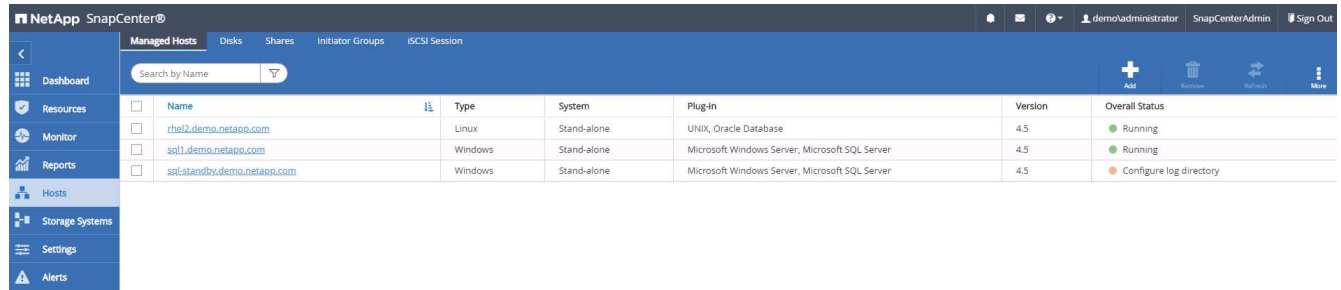 NetApp SnapCenter® demo\administrator SnapCenterAdmin Sign Out
Managed Hosts Disks Shares Initiator Groups iSCSI Session
Search by Name
Add Remove Refresh More
Dashboard
Resources
Monitor
Reports
Hosts
Storage Systems
Settings
Alerts
Name Type System Plug-in Version Overall Status
rhel2.demo.netapp.com Linux Stand-alone UNIX, Oracle Database 4.5 Running
sql1.demo.netapp.com Windows Stand-alone Microsoft Windows Server, Microsoft SQL Server 4.5 Running
sql-standby.demo.netapp.com Windows Stand-alone Microsoft Windows Server, Microsoft SQL Server 4.5 Configure log directory